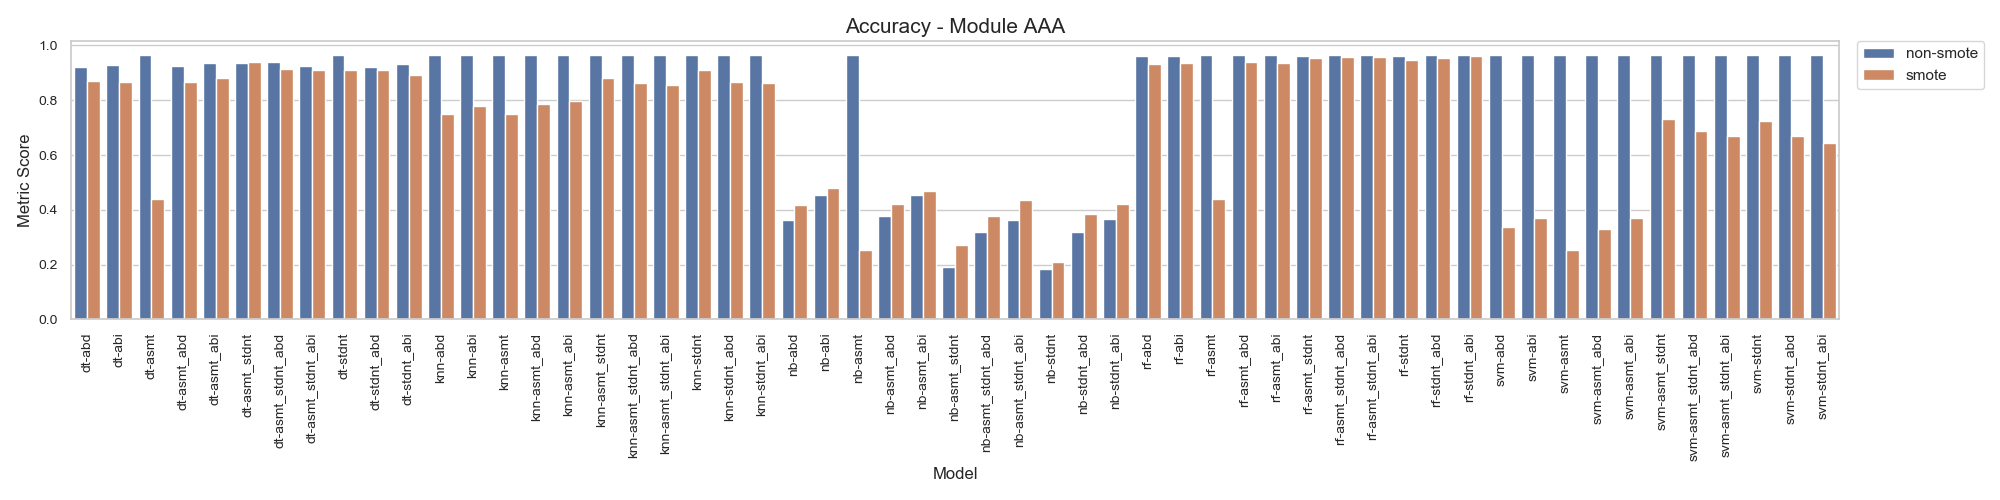 Accuracy - Module AAA
non-smote
smote
Metric Score
1.0
0.8
0.6
0.4
0.2
0.0
dt-abd
dt-abi
dt-asmt
dt-asmt_abd
dt-asmt_abi
dt-asmt_stdnt
dt-asmt_stdnt_abd
dt-asmt_stdnt_abi
dt-stdnt
dt-stdnt_abd
dt-stdnt_abi
knn-abd
knn-abi
knn-asmt
knn-asmt_abd
knn-asmt_abi
knn-asmt_stdnt
knn-asmt_stdnt_abd
knn-asmt_stdnt_abi
knn-stdnt
knn-stdnt_abd
knn-stdnt_abi
nb-abd
nb-abi
nb-asmt
nb-asmt_abd
nb-asmt_abi
nb-asmt_stdnt
nb-asmt_stdnt_abd
nb-asmt_stdnt_abi
nb-stdnt
nb-stdnt_abd
nb-stdnt_abi
rf-abd
rf-abi
rf-asmt
rf-asmt_abd
rf-asmt_abi
rf-asmt_stdnt
rf-asmt_stdnt_abd
rf-asmt_stdnt_abi
rf-stdnt
rf-stdnt_abd
rf-stdnt_abi
svm-abd
svm-abi
svm-asmt
svm-asmt_abd
svm-asmt_abi
svm-asmt_stdnt
svm-asmt_stdnt_abd
svm-asmt_stdnt_abi
svm-stdnt
svm-stdnt_abd
svm-stdnt_abi
Model